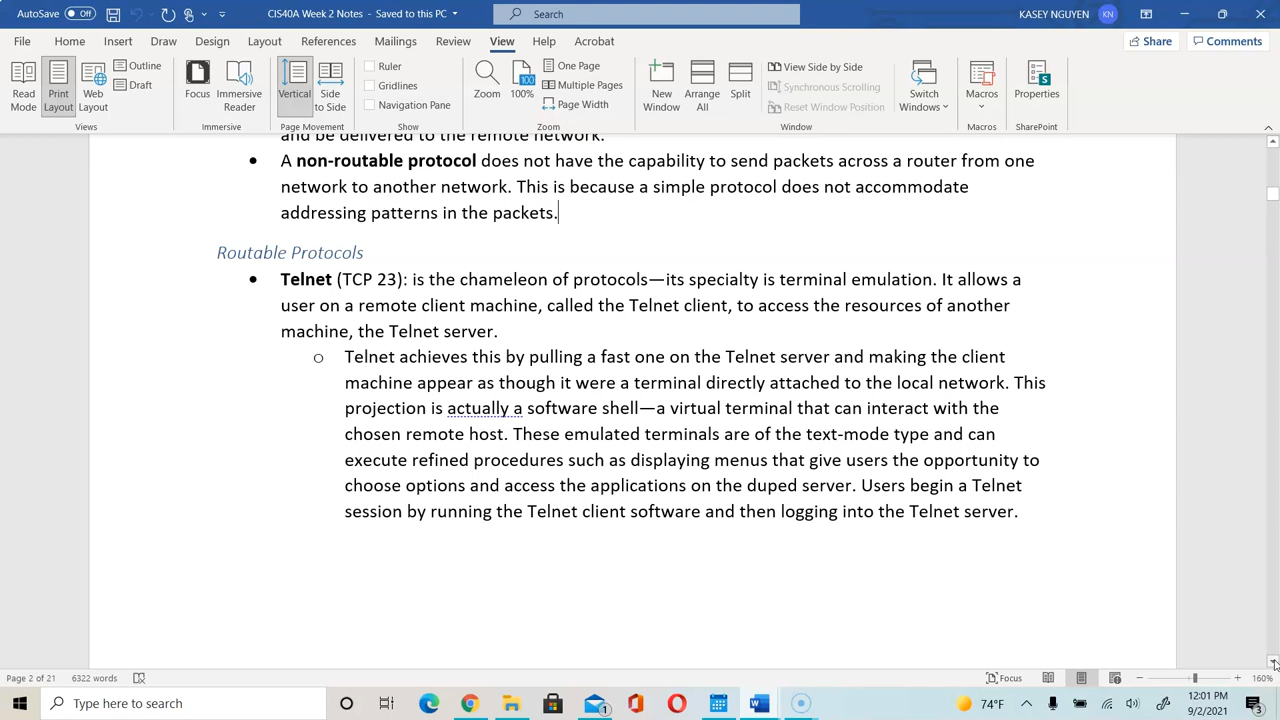 AutoSave Off CIS40A Week 2 Notes.docx Search KASEY NGUYEN KN
File Home Insert Draw Design Layout References Mailings Review View Help Acrobat Share Comments
Read Mode Print Layout Web Layout Outline Draft Views
Focus Immersive Reader Immersive
Vertical Side to Side Page Movement
Ruler Gridlines Navigation Pane Show
Zoom 100 100% One Page Multiple Pages Page Width Zoom
New Window Arrange All Split View Side by Side Synchronous Scrolling Reset Window Position Switch Windows Window
Macros Macros
Properties SharePoint
and be delivered to the remote network.
• A non-routable protocol does not have the capability to send packets across a router from one
network to another network. This is because a simple protocol does not accommodate
addressing patterns in the packets.
Routable Protocols
• Telnet (TCP 23): is the chameleon of protocols—its specialty is terminal emulation. It allows a
user on a remote client machine, called the Telnet client, to access the resources of another
machine, the Telnet server.
o Telnet achieves this by pulling a fast one on the Telnet server and making the client
machine appear as though it were a terminal directly attached to the local network. This
projection is actually a software shell—a virtual terminal that can interact with the
chosen remote host. These emulated terminals are of the text-mode type and can
execute refined procedures such as displaying menus that give users the opportunity to
choose options and access the applications on the duped server. Users begin a Telnet
session by running the Telnet client software and then logging into the Telnet server.
Page 2 of 21 6322 words Focus 160%
Type here to search 1 74°F 12:01 PM
9/2/2021 3